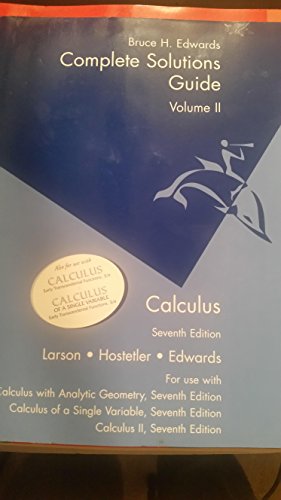 Bruce H. Edwards
Complete Solutions
Guide
Volume II
Also for use with
CALCULUS
Early Transcendental Functions, 3/e
CALCULUS
OF A SINGLE VARIABLE
Early Transcendental Functions, 3/e
Calculus
Seventh Edition
Larson • Hostetler • Edwards
For use with
Calculus with Analytic Geometry, Seventh Edition
Calculus of a Single Variable, Seventh Edition
Calculus II, Seventh Edition